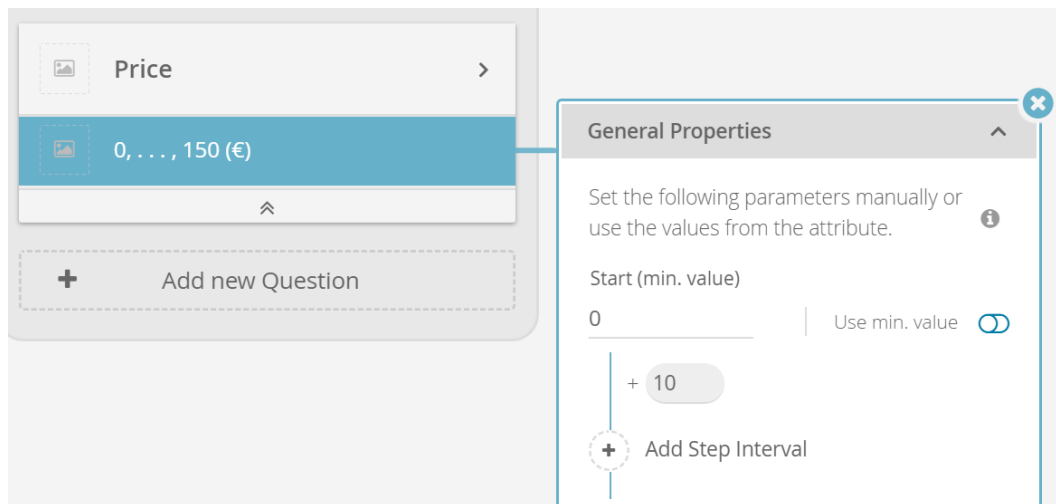 Price
0, . . . , 150 (€)
Add new Question
General Properties
Set the following parameters manually or
use the values from the attribute.
Start (min. value)
0
Use min. value
+ 10
Add Step Interval